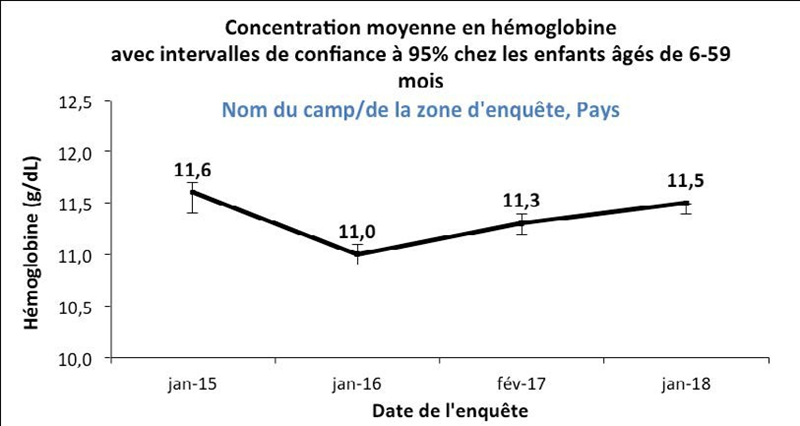 Concentration moyenne en hémoglobine
avec intervalles de confiance à 95% chez les enfants âgés de 6-59
mois
Nom du camp/de la zone d'enquête, Pays
Hémoglobine (g/dL)
12,5
12,0
11,5
11,0
10,5
10,0
11,6
11,0
11,3
11,5
jan-15
jan-16
fév-17
jan-18
Date de l'enquête